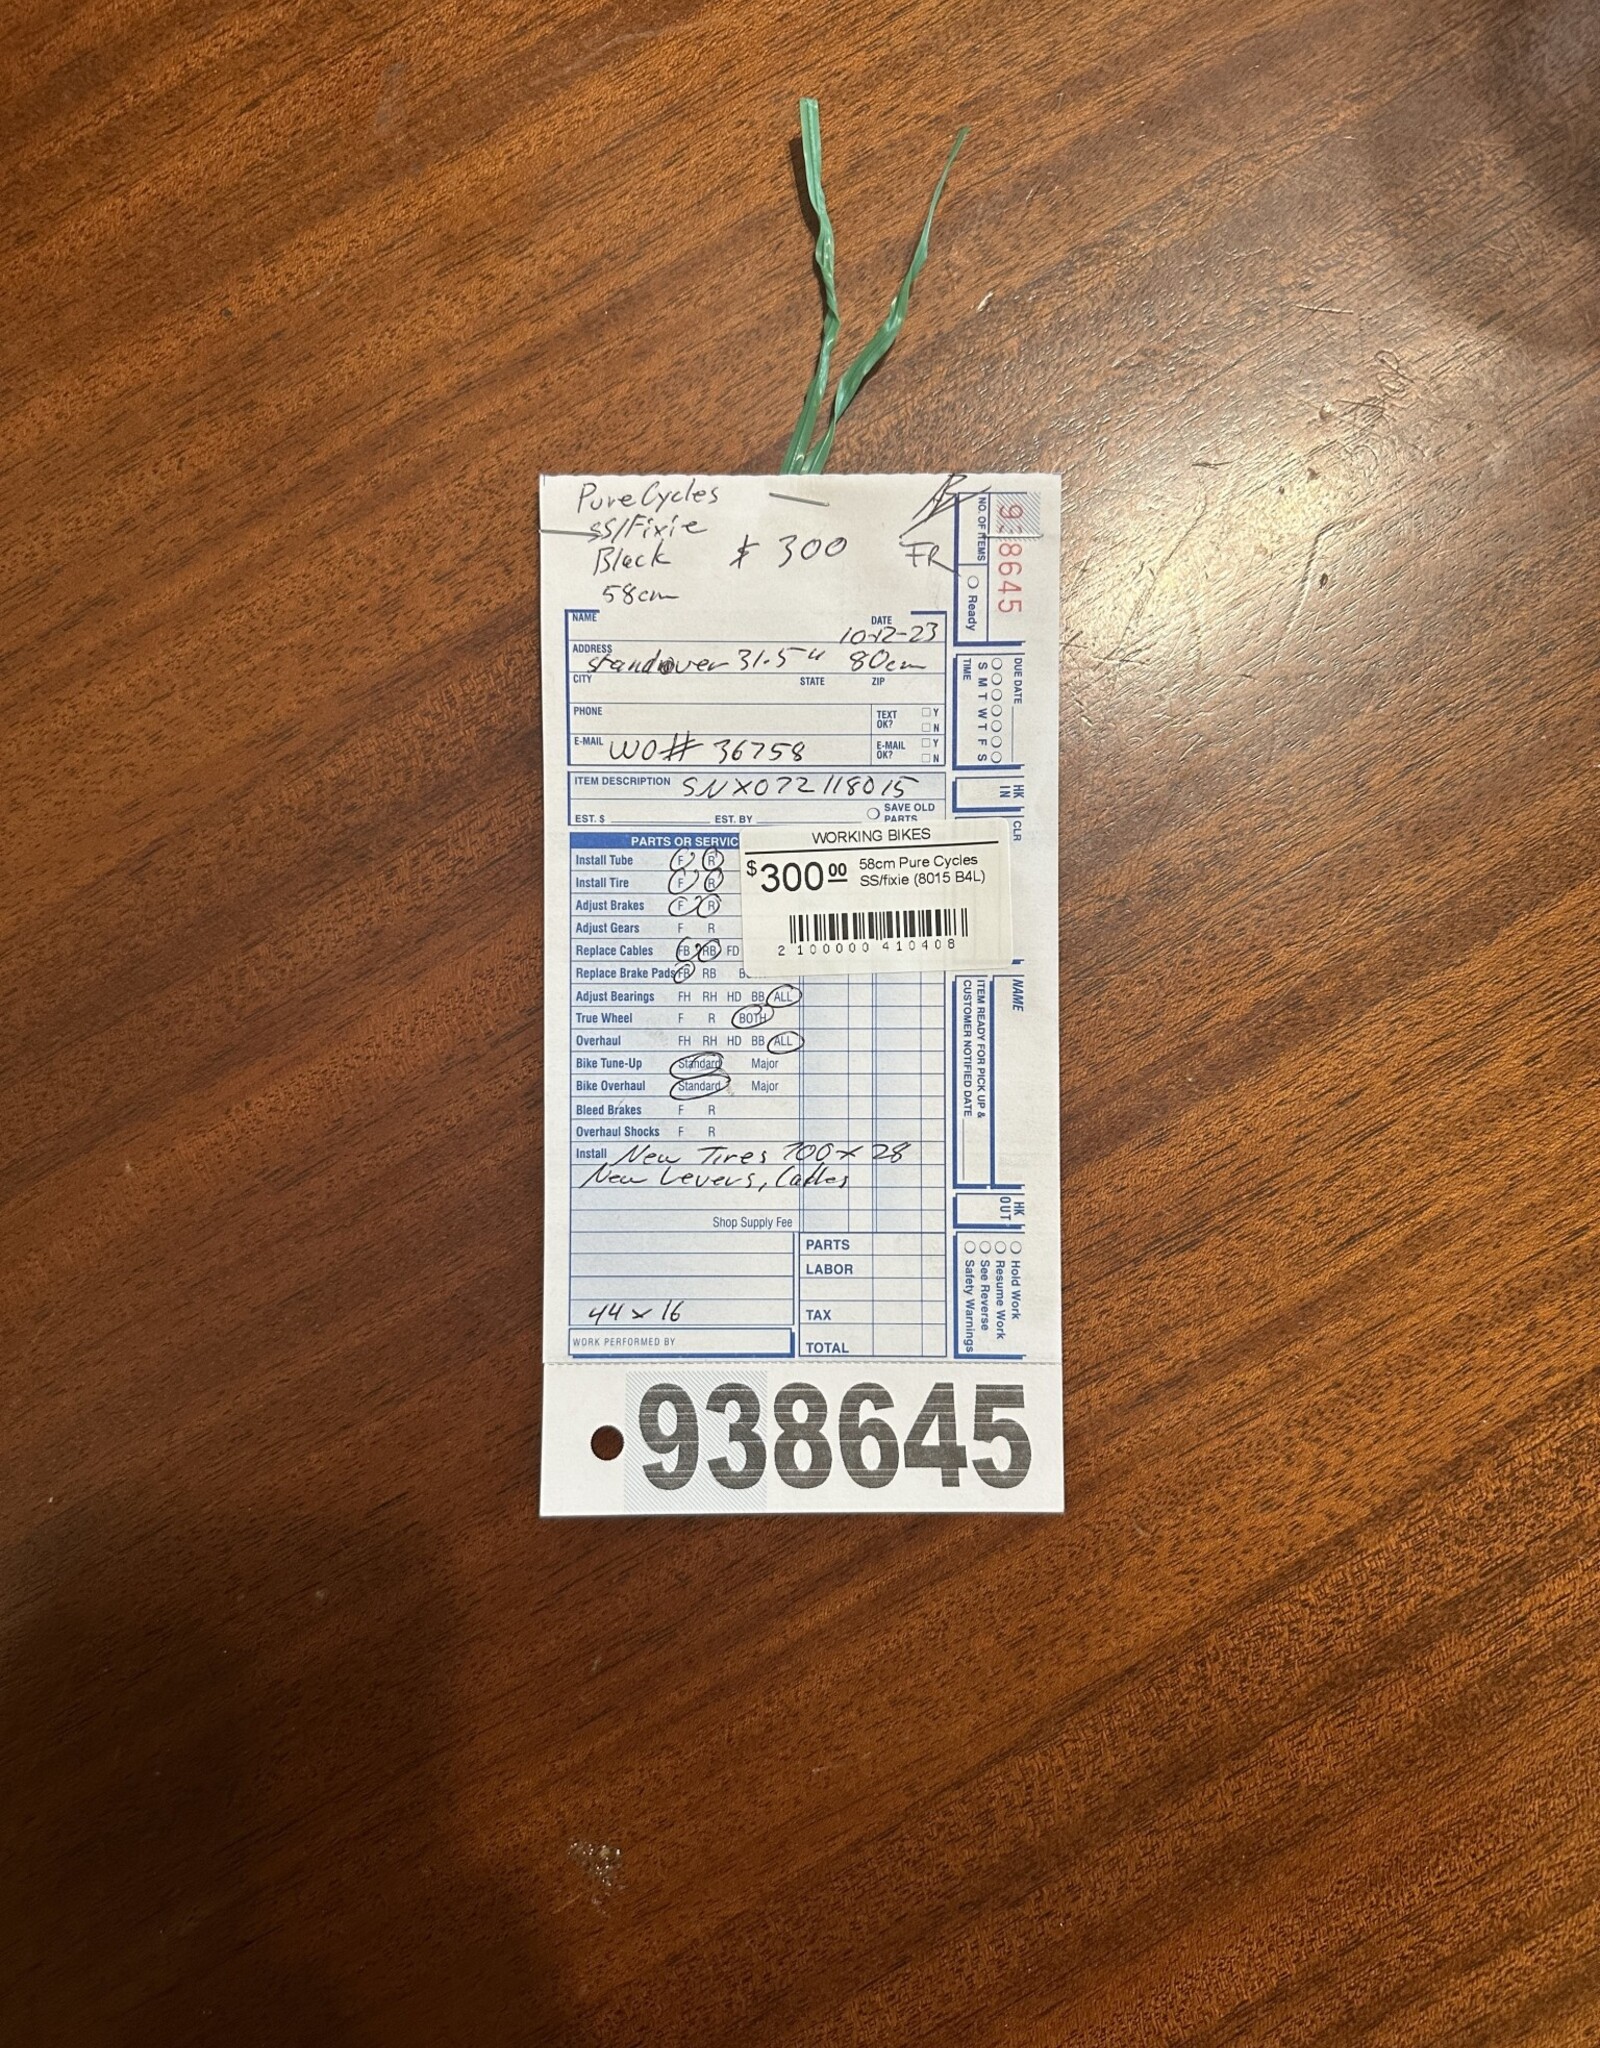 Pure Cycles
SS/Fixie
Black $ 300 FR
58cm
NAME DATE
10-12-23
ADDRESS
standover 31.5" 80cm
CITY STATE ZIP
PHONE TEXT OK? Y N
E-MAIL WO# 36758 E-MAIL OK? Y N
ITEM DESCRIPTION SNX072118015
EST. $ EST. BY SAVE OLD PARTS
PARTS OR SERVIC
Install Tube F R
Install Tire F R
Adjust Brakes F R
Adjust Gears F R
Replace Cables FB RB FD
Replace Brake Pads FB RB
Adjust Bearings FH RH HD BB ALL
True Wheel F R BOTH
Overhaul FH RH HD BB ALL
Bike Tune-Up Standard Major
Bike Overhaul Standard Major
Bleed Brakes F R
Overhaul Shocks F R
Install New Tires 700 x 28
New Levers, Cables
Shop Supply Fee
PARTS
LABOR
44 x 16 TAX
WORK PERFORMED BY TOTAL
WORKING BIKES
$300.00 58cm Pure Cycles
SS/fixie (8015 B4L)
2 100000 410408
938645
NO. OF ITEMS
Ready
DUE DATE
S M T W T F S
TIME
HK IN
CLR
NAME
ITEM READY FOR PICK UP &
CUSTOMER NOTIFIED DATE
HK OUT
Hold Work
Resume Work
See Reverse
Safety Warnings
938645